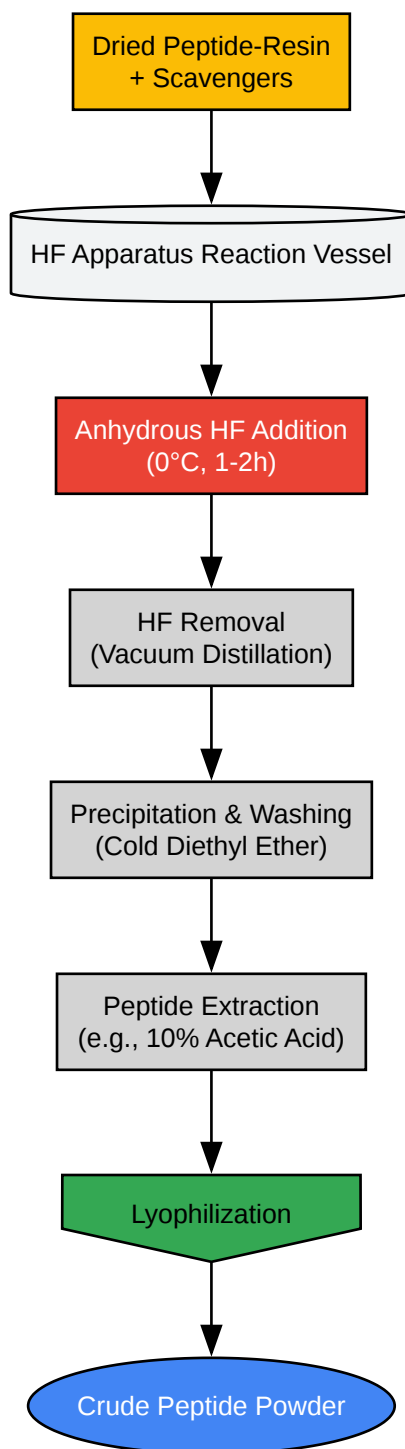 Dried Peptide-Resin
+ Scavengers
HF Apparatus Reaction Vessel
Anhydrous HF Addition
(0°C, 1-2h)
HF Removal
(Vacuum Distillation)
Precipitation & Washing
(Cold Diethyl Ether)
Peptide Extraction
(e.g., 10% Acetic Acid)
Lyophilization
Crude Peptide Powder